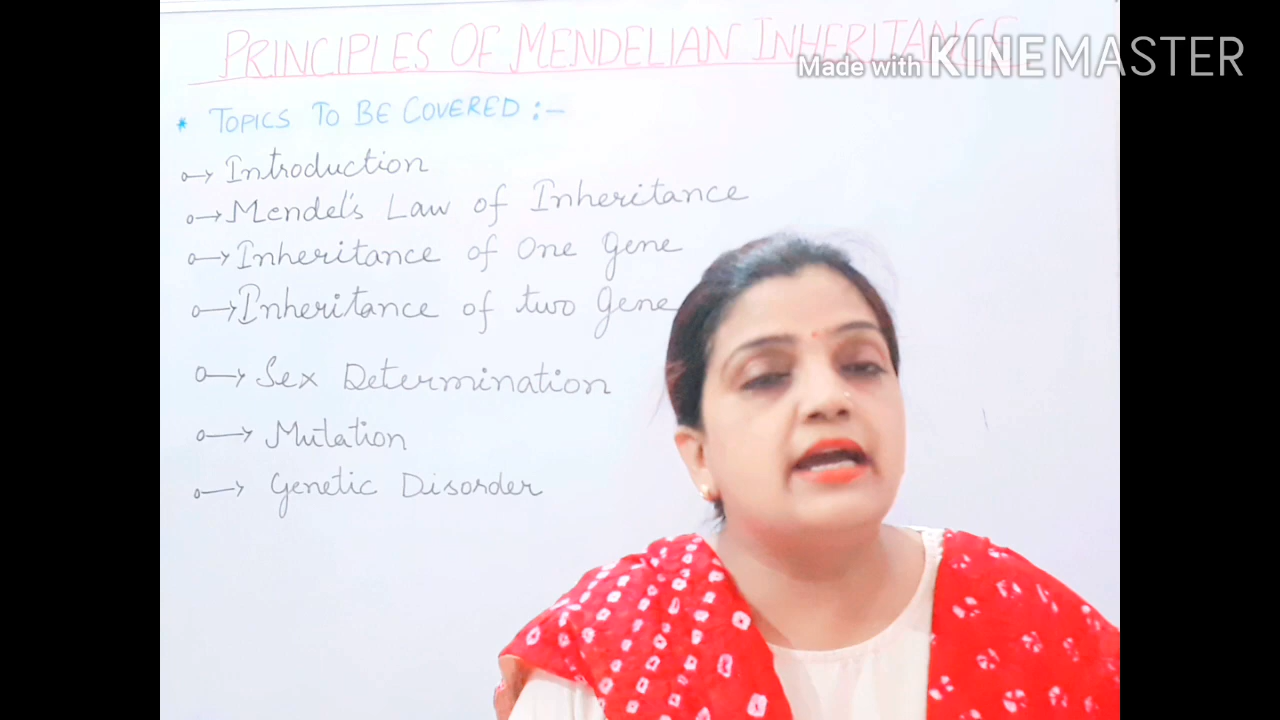 PRINCIPLES OF MENDELIAN INHERITANCE
Made with KINEMASTER
* TOPICS TO BE COVERED :-
Introduction
Mendel's Law of Inheritance
Inheritance of One Gene
Inheritance of two Gene
Sex Determination
Mutation
Genetic Disorder